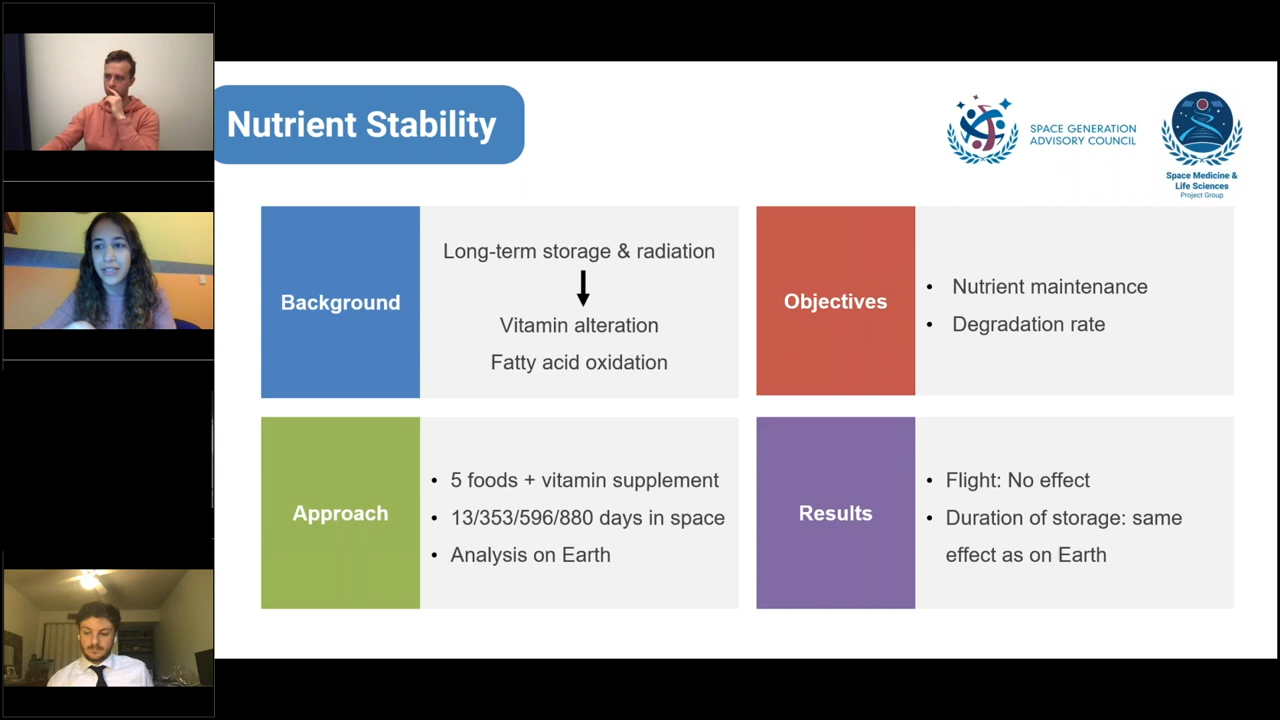 Nutrient Stability
SPACE GENERATION
ADVISORY COUNCIL
Space Medicine &
Life Sciences
Project Group
Background
Long-term storage & radiation
Vitamin alteration
Fatty acid oxidation
Objectives
• Nutrient maintenance
• Degradation rate
Approach
• 5 foods + vitamin supplement
• 13/353/596/880 days in space
• Analysis on Earth
Results
• Flight: No effect
• Duration of storage: same
effect as on Earth